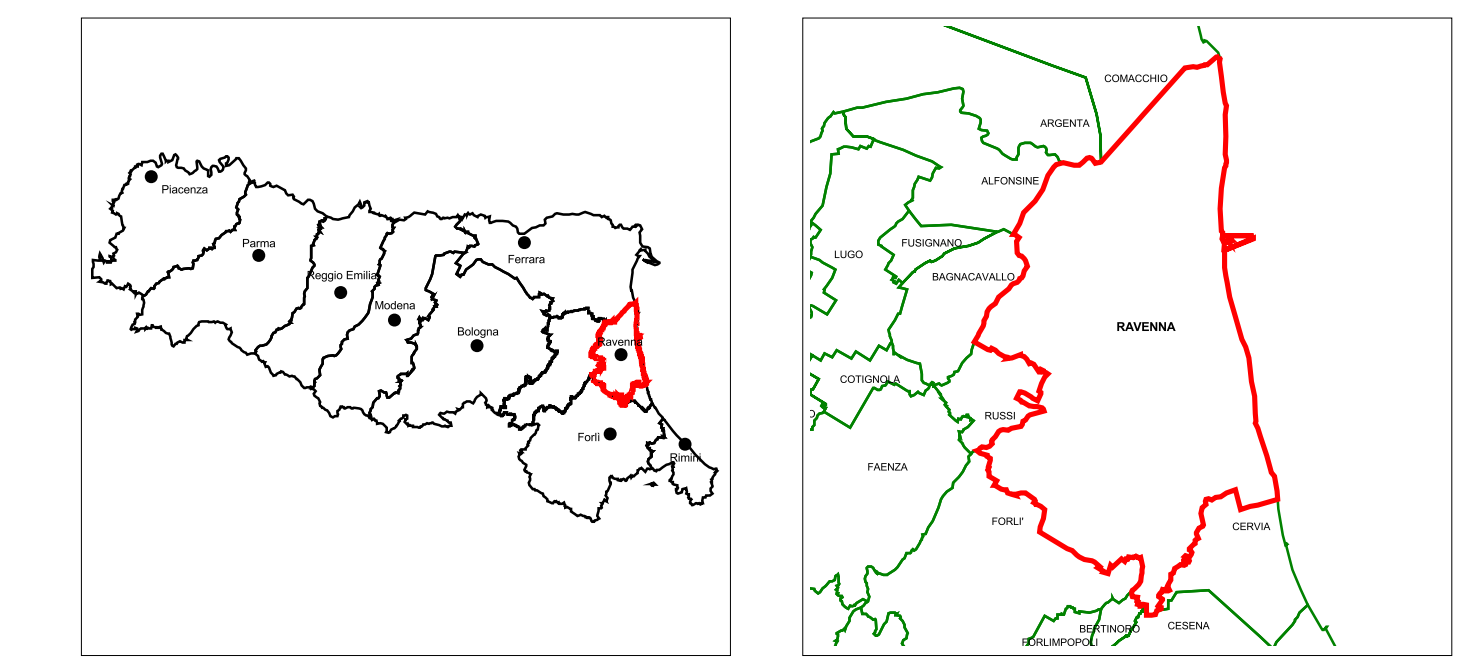 Piacenza
Parma
Reggio Emilia
Modena
Bologna
Ferrara
Ravenna
Forlì
Rimini
COMACCHIO
ARGENTA
ALFONSINE
FUSIGNANO
LUGO
BAGNACAVALLO
RAVENNA
COTIGNOLA
RUSSI
FAENZA
FORLI'
CERVIA
CESENA
BERTINORO
FORLIMPOPOLI